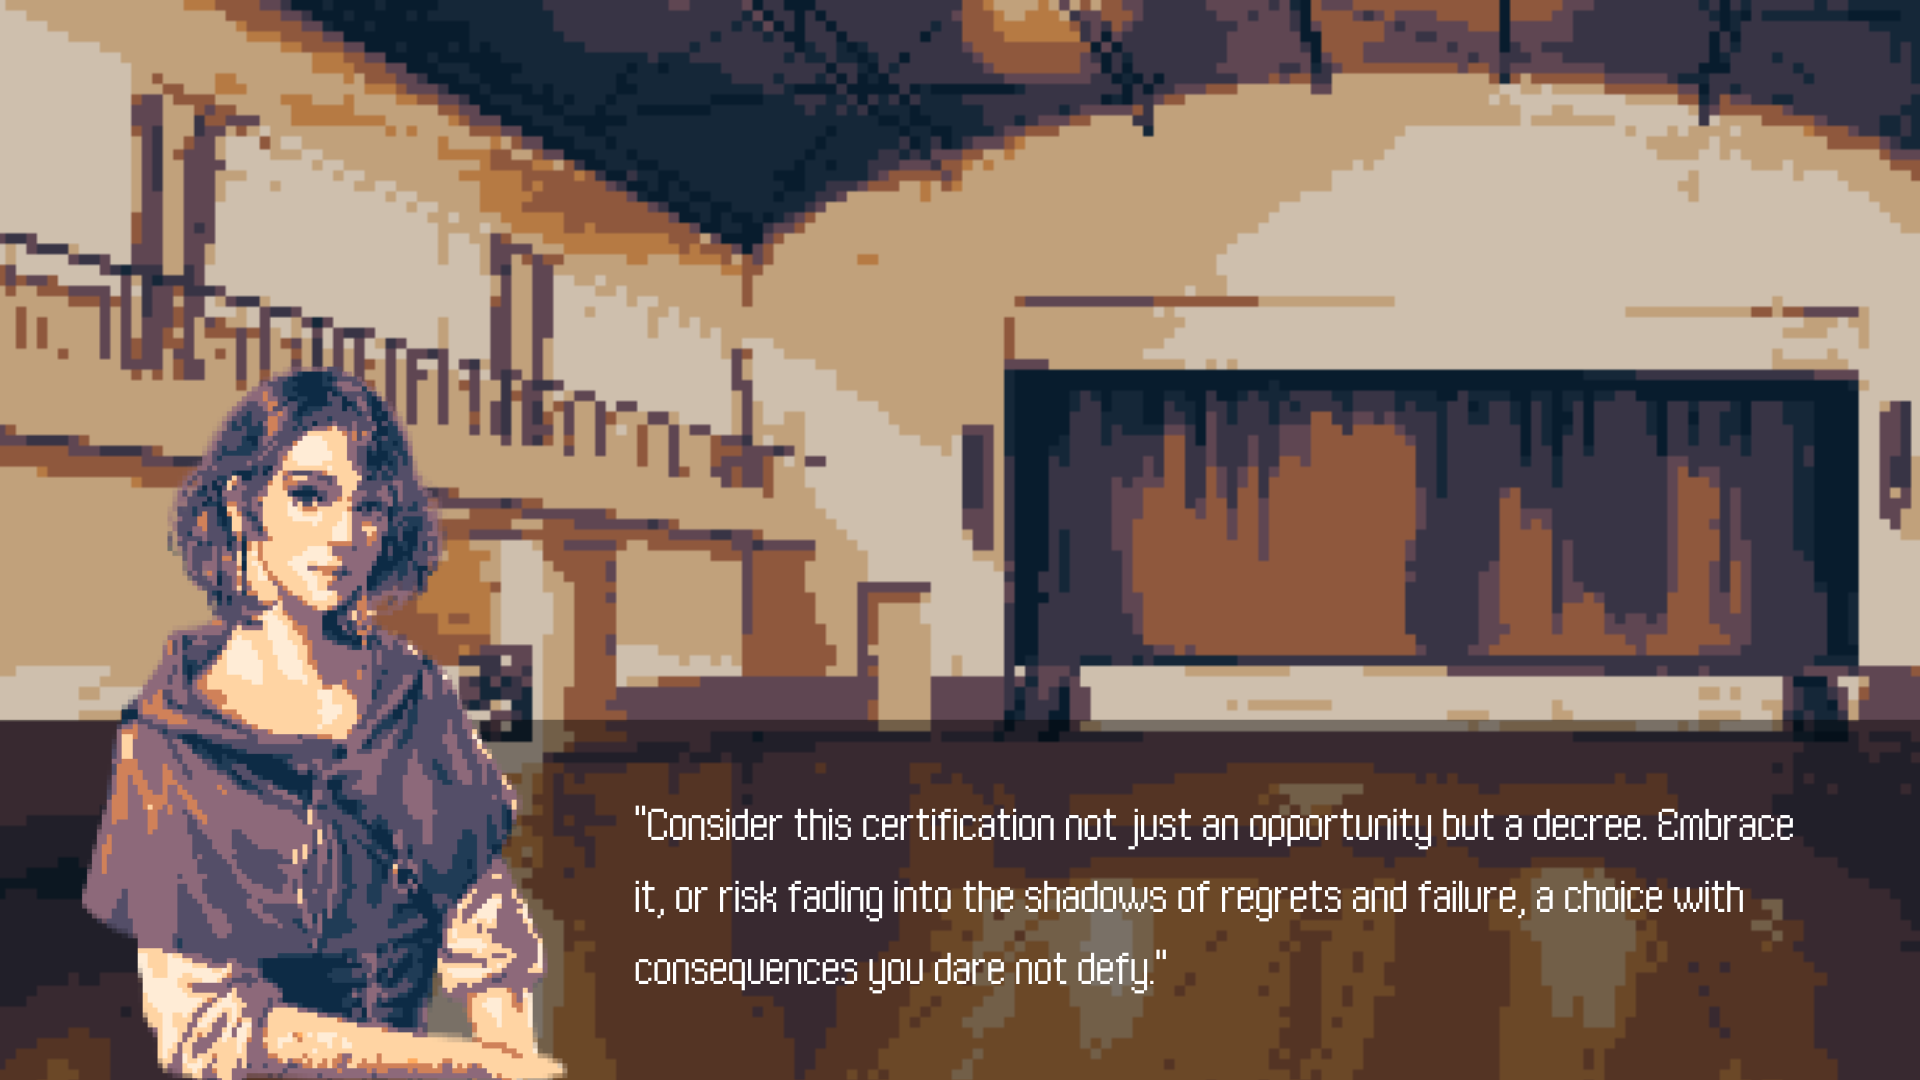 "Consider this certification not just an opportunity but a decree. Embrace
it, or risk fading into the shadows of regrets and failure, a choice with
consequences you dare not defy."